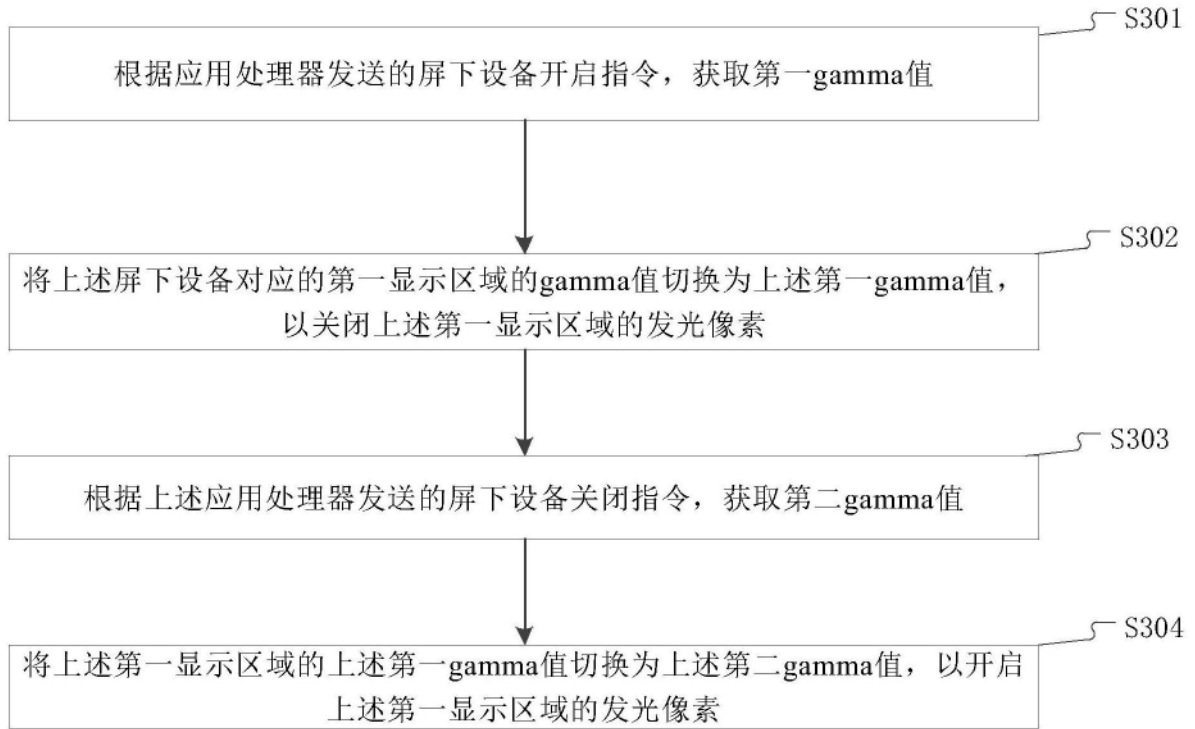 S301
根据应用处理器发送的屏下设备开启指令，获取第一gamma值
S302
将上述屏下设备对应的第一显示区域的gamma值切换为上述第一gamma值，
以关闭上述第一显示区域的发光像素
S303
根据上述应用处理器发送的屏下设备关闭指令，获取第二gamma值
S304
将上述第一显示区域的上述第一gamma值切换为上述第二gamma值，以开启
上述第一显示区域的发光像素